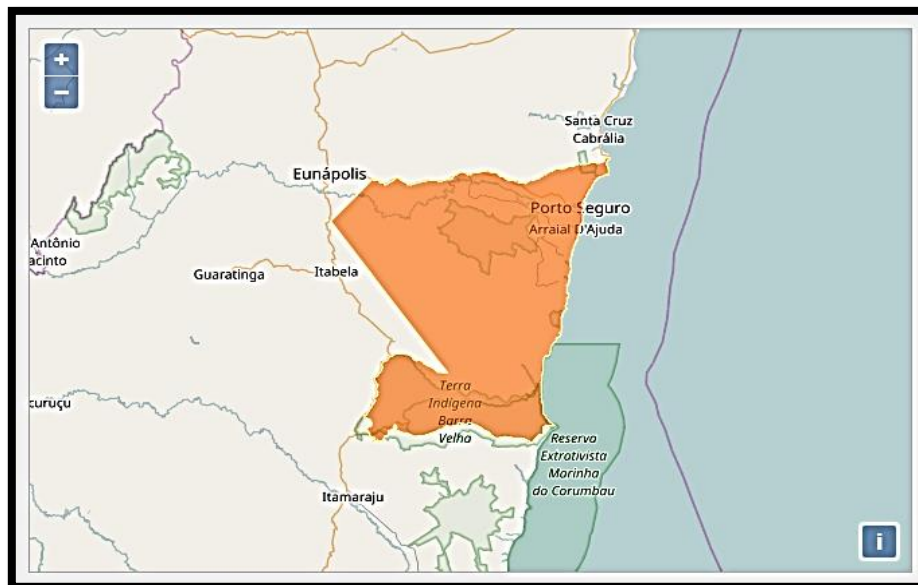 +
−
Santa Cruz
Cabrália
Eunápolis
Porto Seguro
Arraial D'Ajuda
Antônio
acinto
Guaratinga
Itabela
Terra
Indígena
Barra
Velha
curuçu
Reserva
Extrativista
Marinha
do Corumbau
Itamaraju
i